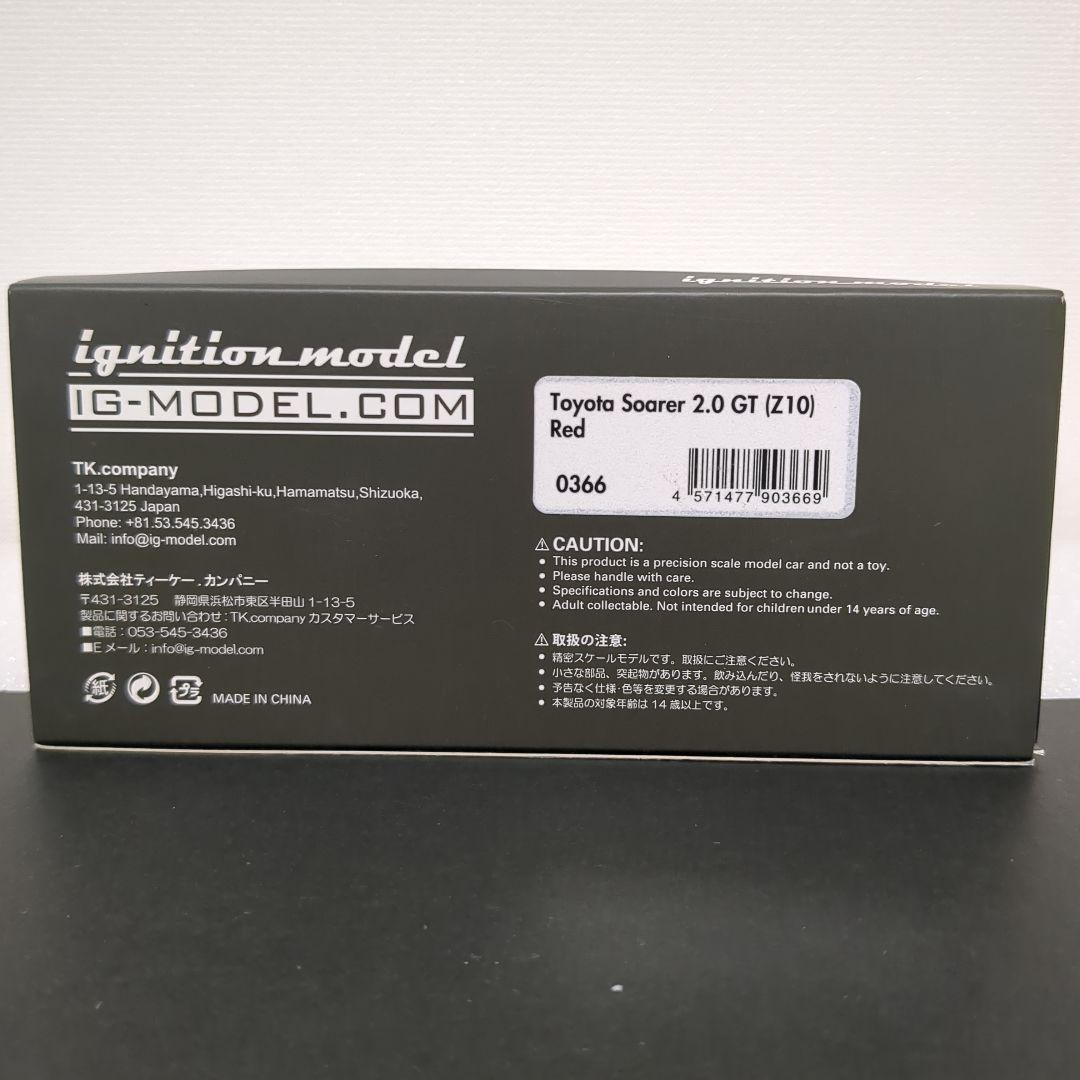 ignition model
ignition model
IG-MODEL.COM
TK.company
1-13-5 Handayama,Higashi-ku,Hamamatsu,Shizuoka,
431-3125 Japan
Phone: +81.53.545.3436
Mail: info@ig-model.com
株式会社ティーケー.カンパニー
〒431-3125 静岡県浜松市東区半田山1-13-5
製品に関するお問い合わせ:TK.companyカスタマーサービス
■電話:053-545-3436
■Eメール:info@ig-model.com
紙 プラ MADE IN CHINA
Toyota Soarer 2.0 GT (Z10)
Red
0366
4 571477 903669
⚠ CAUTION:
• This product is a precision scale model car and not a toy.
• Please handle with care.
• Specifications and colors are subject to change.
• Adult collectable. Not intended for children under 14 years of age.
⚠ 取扱の注意:
• 精密スケールモデルです。取扱にご注意ください。
• 小さな部品、突起物があります。飲み込んだり、怪我をされないように注意してください。
• 予告なく仕様・色等を変更する場合があります。
• 本製品の対象年齢は14歳以上です。